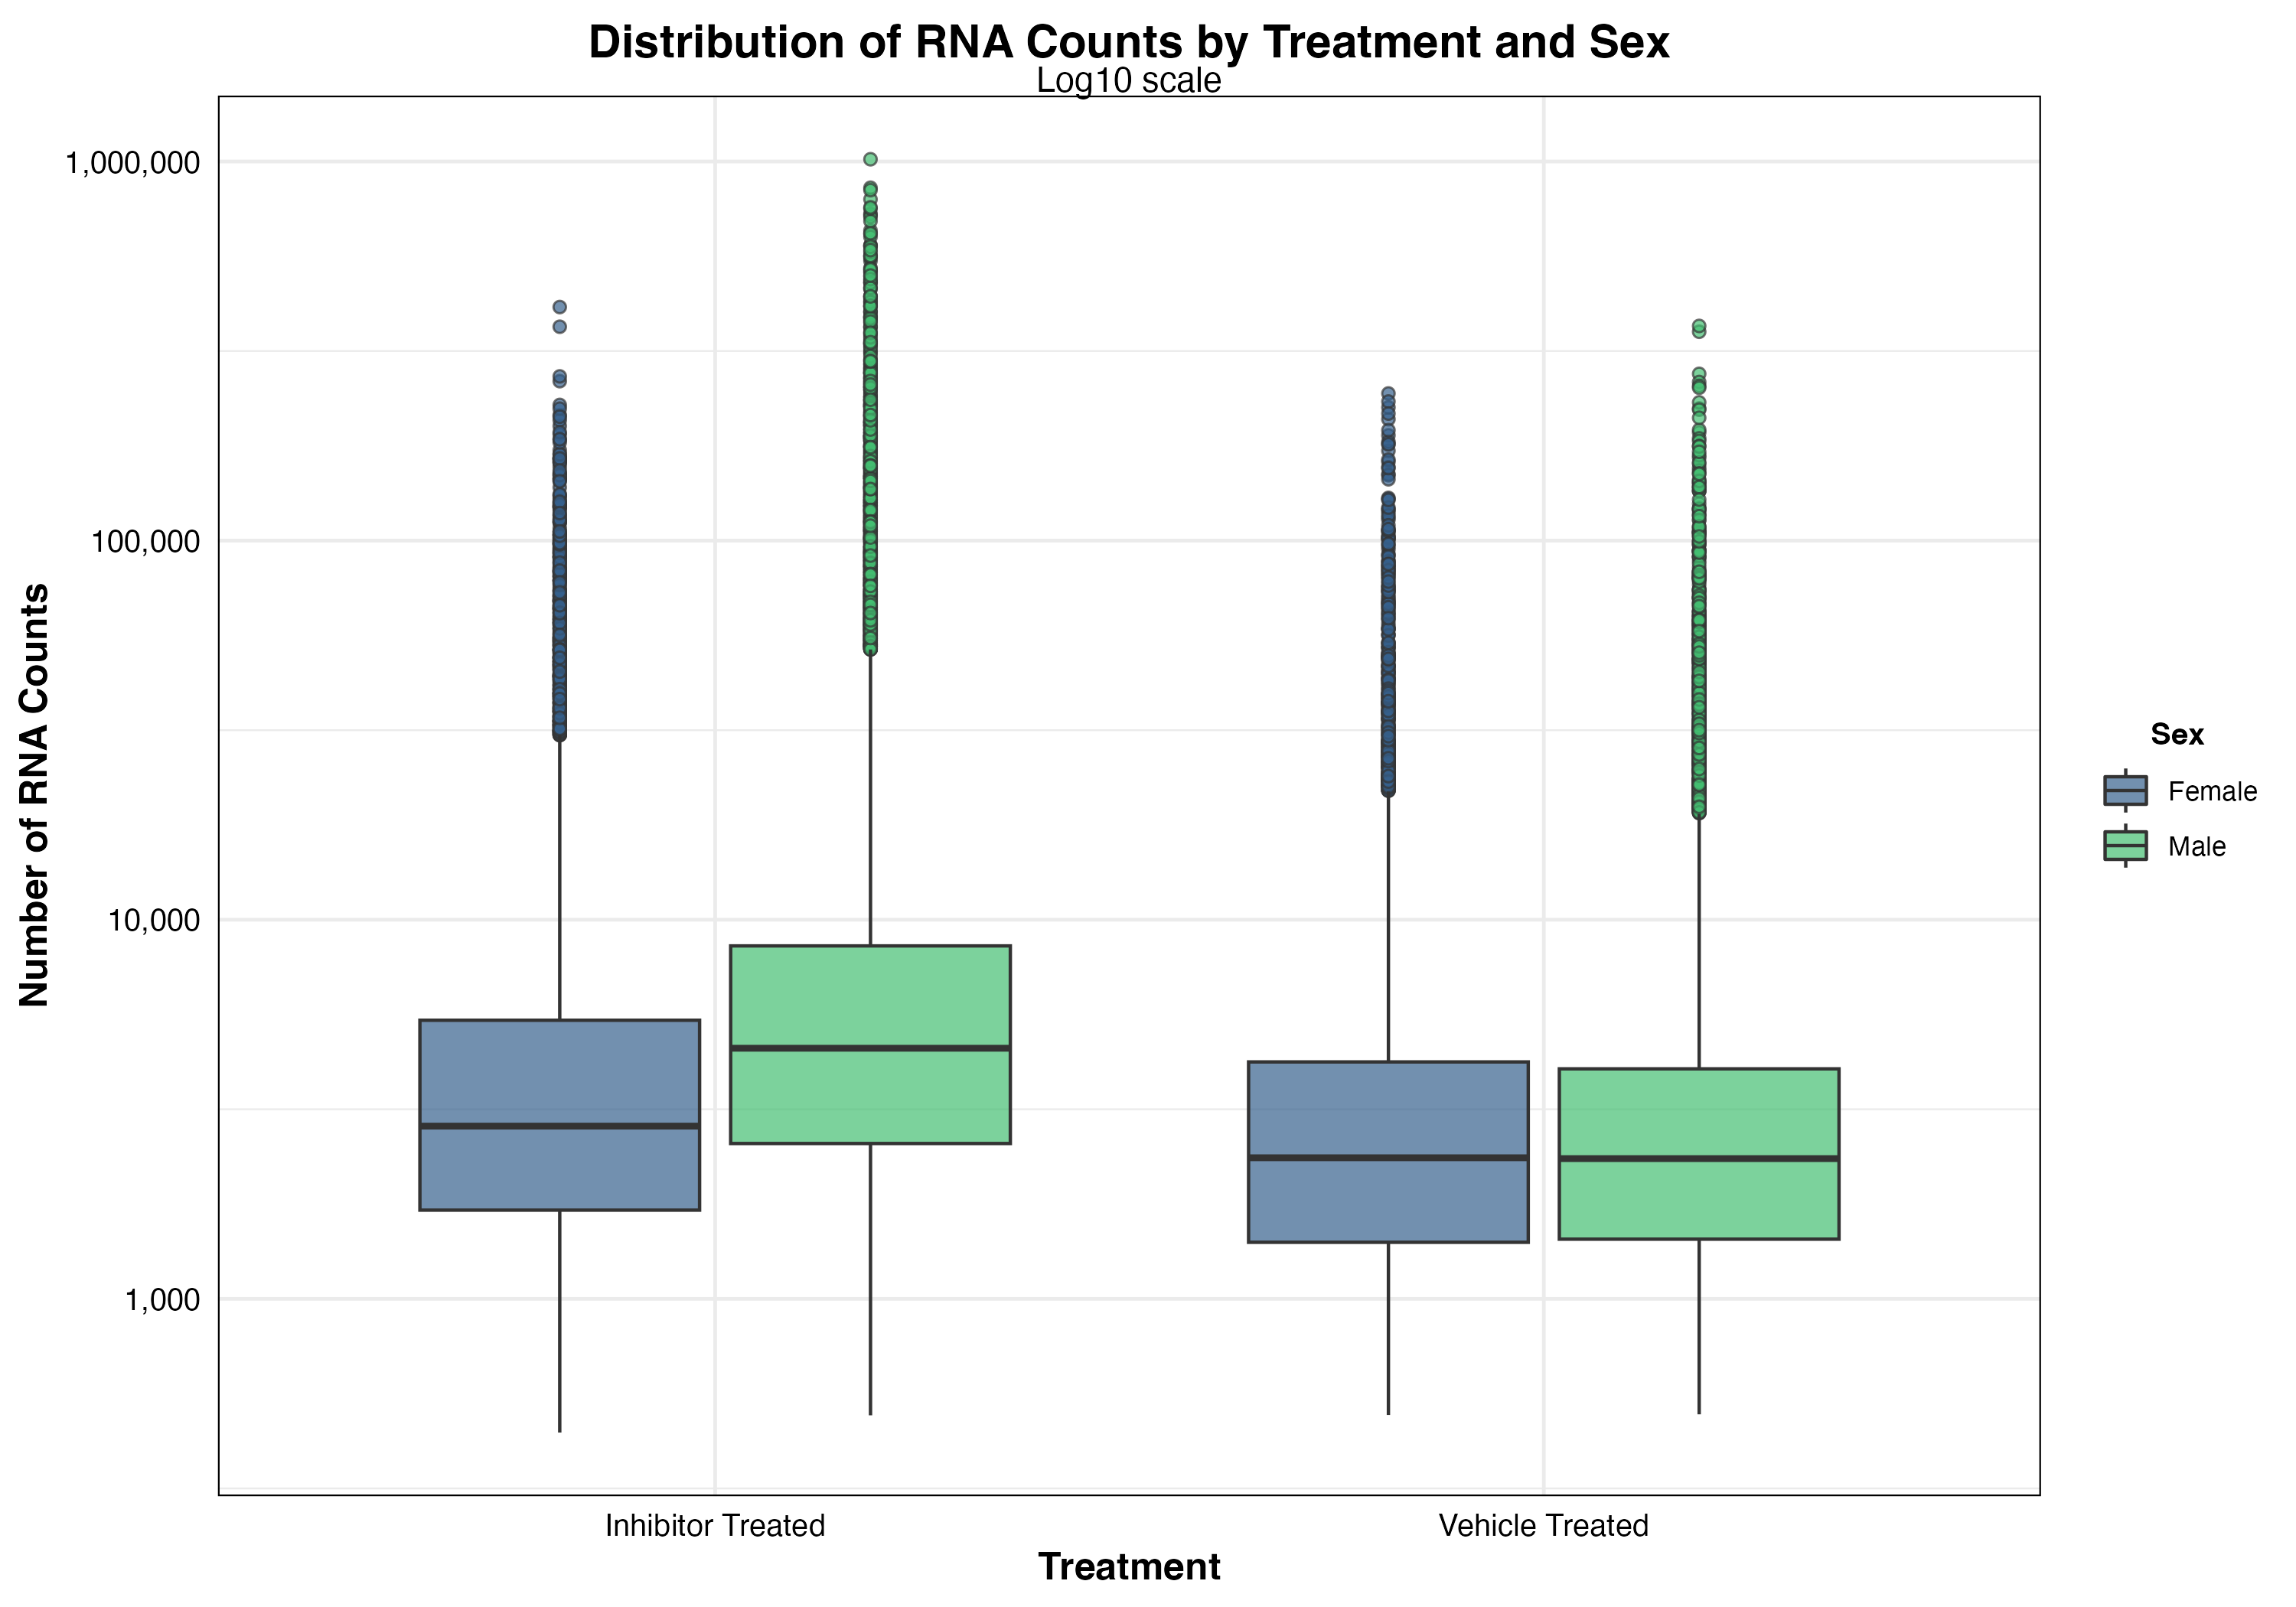 Distribution of RNA Counts by Treatment and Sex
Log10 scale
Number of RNA Counts
1,000,000
100,000
10,000
1,000
Inhibitor Treated
Vehicle Treated
Treatment
Sex
Female
Male